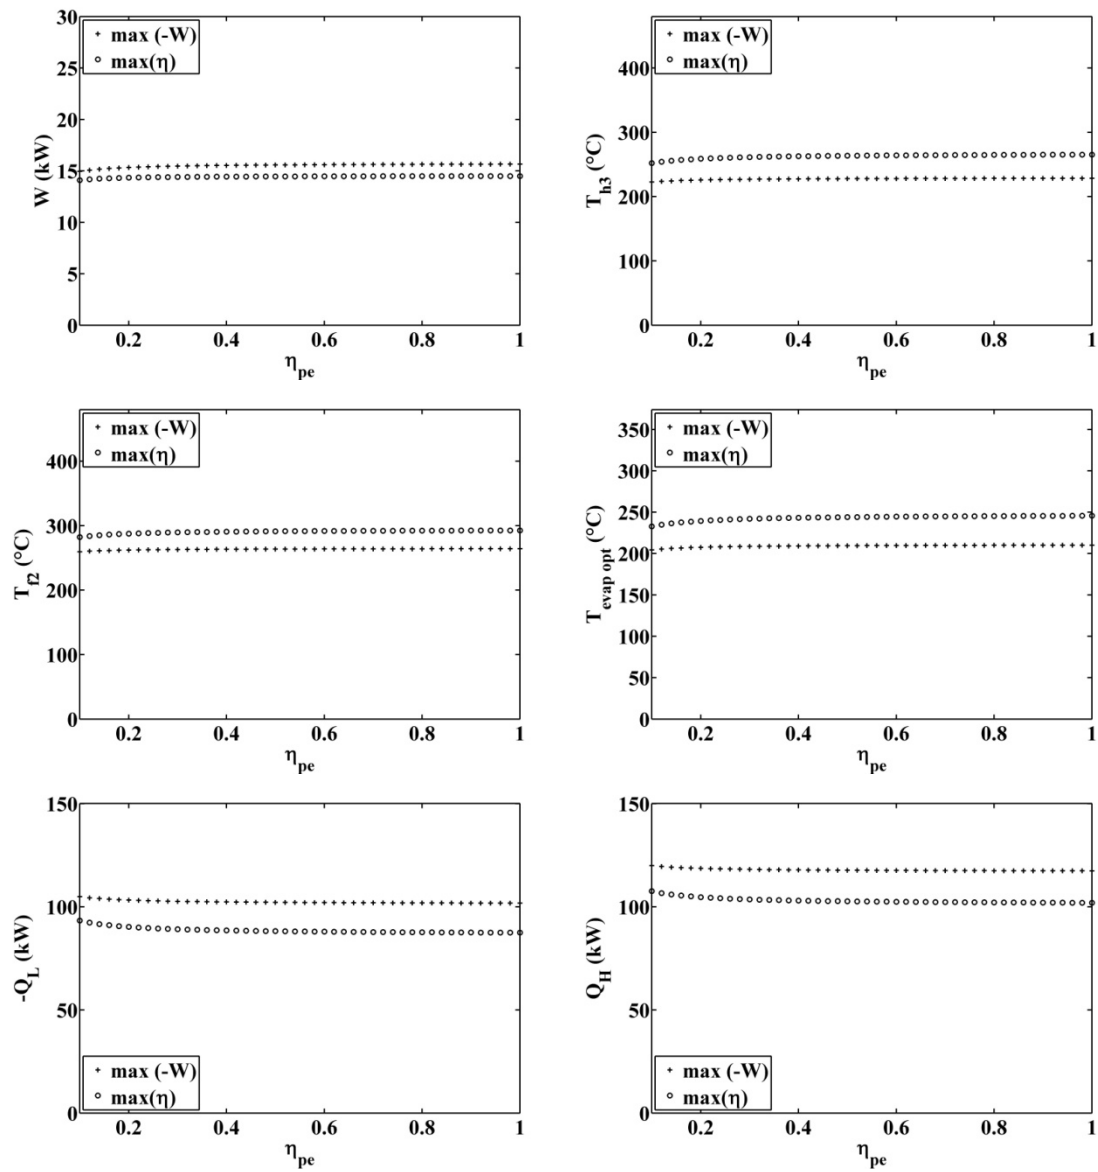 30
25
20
15
10
5
0
W (kW)
+ max (-W)
o max(η)
0.2 0.4 0.6 0.8 1
η_pe
400
300
200
100
0
T_h3 (°C)
+ max (-W)
o max(η)
0.2 0.4 0.6 0.8 1
η_pe
400
300
200
100
0
T_f2 (°C)
+ max (-W)
o max(η)
0.2 0.4 0.6 0.8 1
η_pe
350
300
250
200
150
100
50
0
T_evap opt (°C)
+ max (-W)
o max(η)
0.2 0.4 0.6 0.8 1
η_pe
150
100
50
0
-Q_L (kW)
+ max (-W)
o max(η)
0.2 0.4 0.6 0.8 1
η_pe
150
100
50
0
Q_H (kW)
+ max (-W)
o max(η)
0.2 0.4 0.6 0.8 1
η_pe